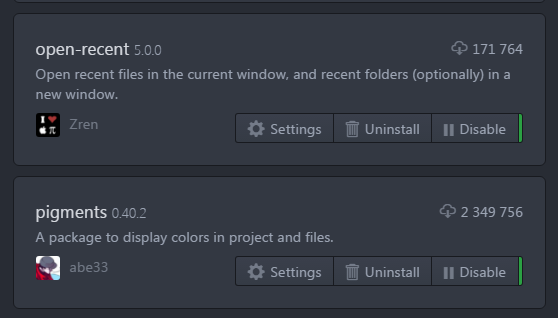 open-recent 5.0.0 171 764
Open recent files in the current window, and recent folders (optionally) in a
new window.
I ♥ π
Zren Settings Uninstall Disable
pigments 0.40.2 2 349 756
A package to display colors in project and files.
abe33 Settings Uninstall Disable